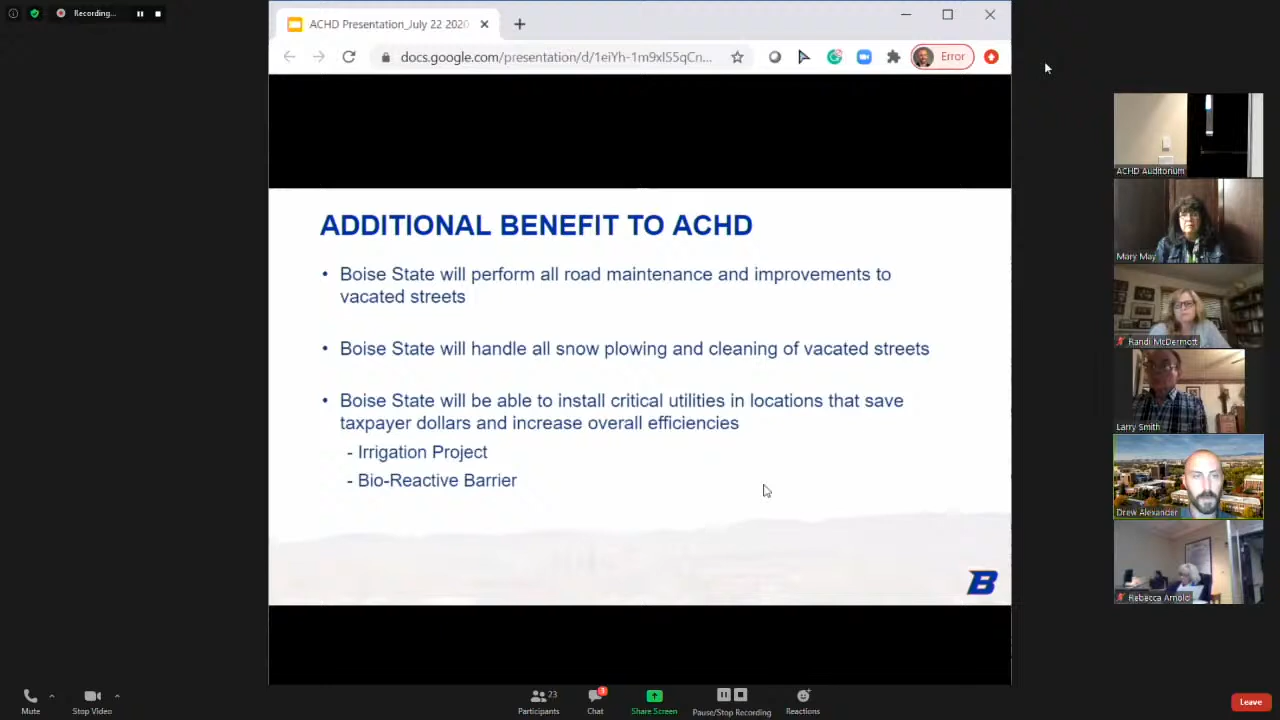 Recording...
ACHD Presentation_July 22 2020
docs.google.com/presentation/d/1eiYh-1m9xlS5qCn...
Error
ADDITIONAL BENEFIT TO ACHD
• Boise State will perform all road maintenance and improvements to
vacated streets
• Boise State will handle all snow plowing and cleaning of vacated streets
• Boise State will be able to install critical utilities in locations that save
taxpayer dollars and increase overall efficiencies
- Irrigation Project
- Bio-Reactive Barrier
B
ACHD Auditorium
Mary May
Randi McDermott
Larry Smith
Drew Alexander
Rebecca Arnold
Mute
Stop Video
23
Participants
3
Chat
Share Screen
Pause/Stop Recording
Reactions
Leave